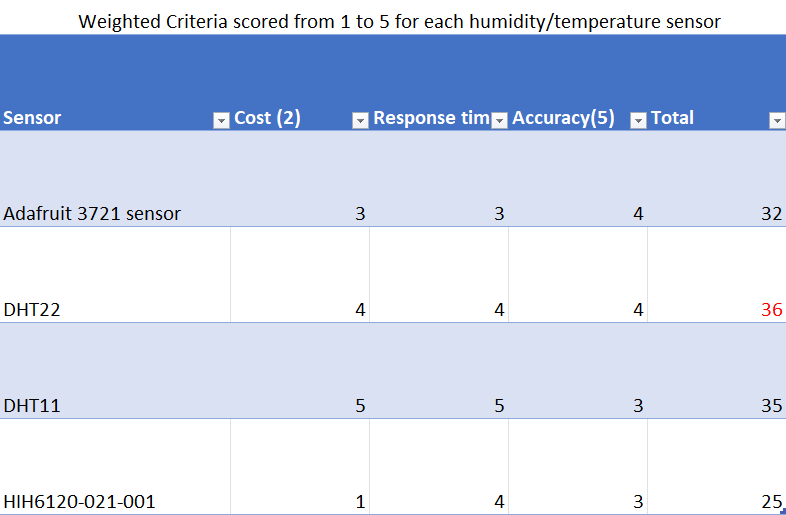 Weighted Criteria scored from 1 to 5 for each humidity/temperature sensor
Sensor Cost (2) Response tim Accuracy(5) Total
Adafruit 3721 sensor 3 3 4 32
DHT22 4 4 4 36
DHT11 5 5 3 35
HIH6120-021-001 1 4 3 25